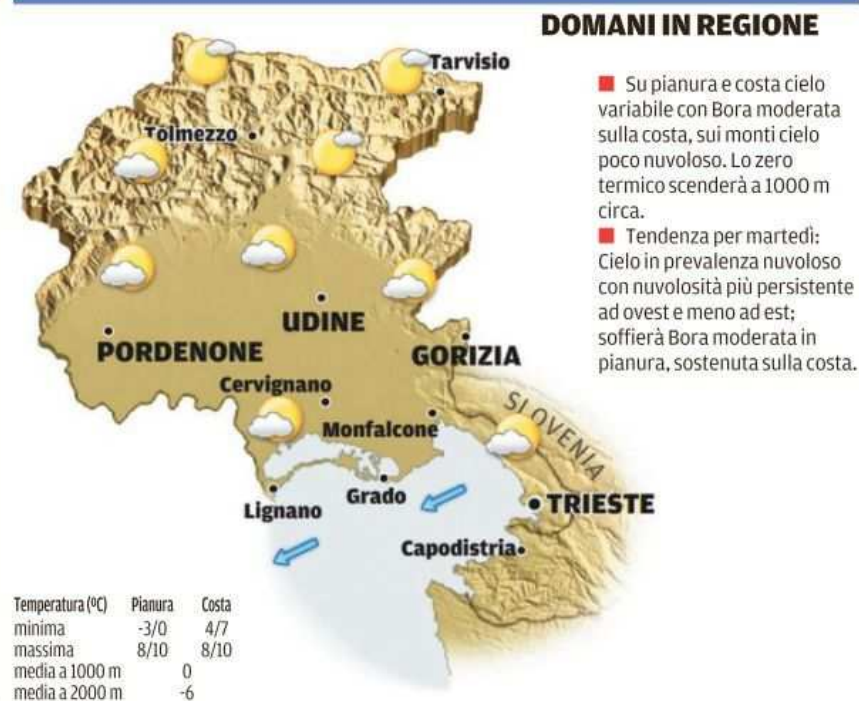 DOMANI IN REGIONE
■ Su pianura e costa cielo
variabile con Bora moderata
sulla costa, sui monti cielo
poco nuvoloso. Lo zero
termico scenderà a 1000 m
circa.
■ Tendenza per martedì:
Cielo in prevalenza nuvoloso
con nuvolosità più persistente
ad ovest e meno ad est;
soffierà Bora moderata in
pianura, sostenuta sulla costa.
Tarvisio
Tolmezzo
UDINE
PORDENONE
GORIZIA
Cervignano
Monfalcone
SLOVENIA
Grado
Lignano
TRIESTE
Capodistria
Temperatura (ºC) Pianura Costa
minima -3/0 4/7
massima 8/10 8/10
media a 1000 m 0
media a 2000 m -6